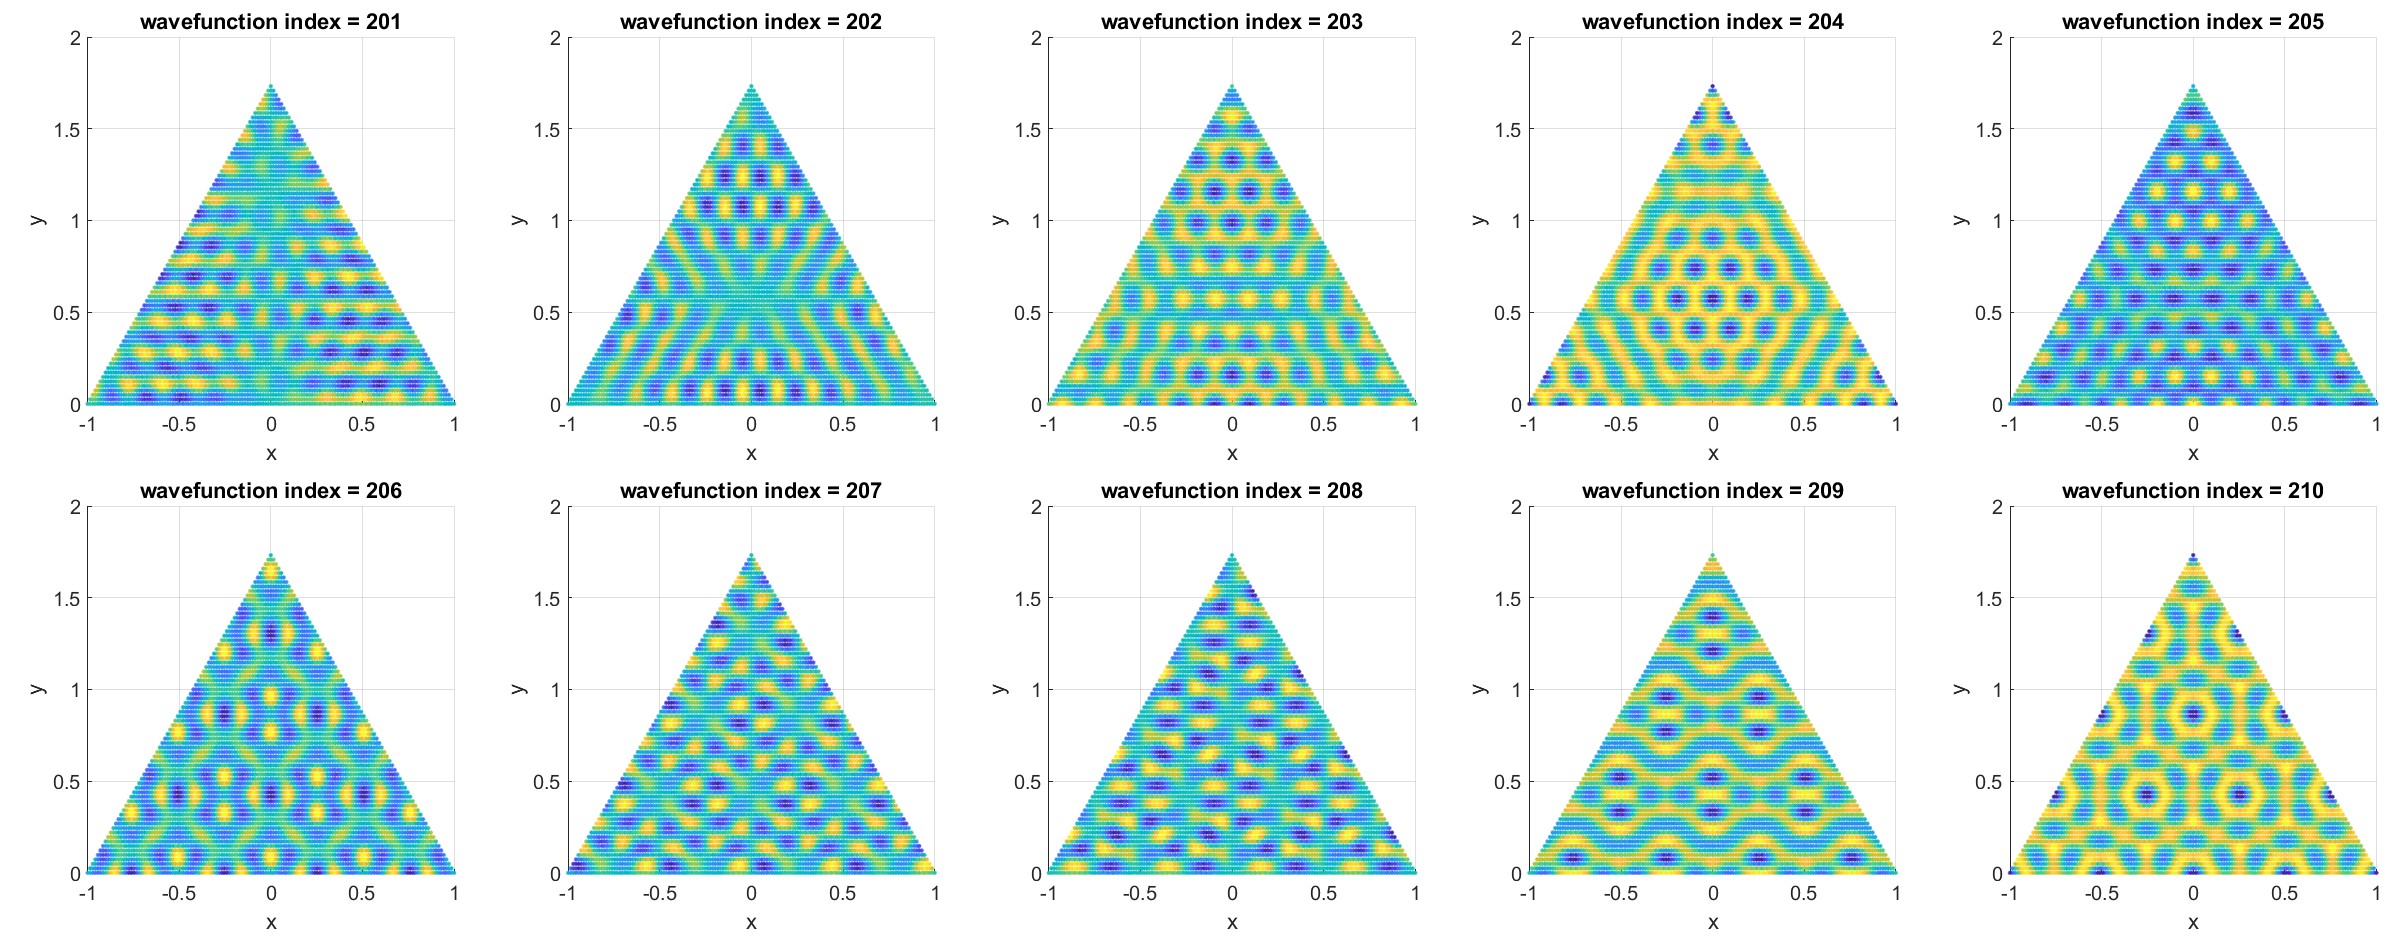 wavefunction index = 201
2
1.5
1
0.5
0
y
-1 -0.5 0 0.5 1
x
wavefunction index = 202
2
1.5
1
0.5
0
y
-1 -0.5 0 0.5 1
x
wavefunction index = 203
2
1.5
1
0.5
0
y
-1 -0.5 0 0.5 1
x
wavefunction index = 204
2
1.5
1
0.5
0
y
-1 -0.5 0 0.5 1
x
wavefunction index = 205
2
1.5
1
0.5
0
y
-1 -0.5 0 0.5 1
x
wavefunction index = 206
2
1.5
1
0.5
0
y
-1 -0.5 0 0.5 1
x
wavefunction index = 207
2
1.5
1
0.5
0
y
-1 -0.5 0 0.5 1
x
wavefunction index = 208
2
1.5
1
0.5
0
y
-1 -0.5 0 0.5 1
x
wavefunction index = 209
2
1.5
1
0.5
0
y
-1 -0.5 0 0.5 1
x
wavefunction index = 210
2
1.5
1
0.5
0
y
-1 -0.5 0 0.5 1
x